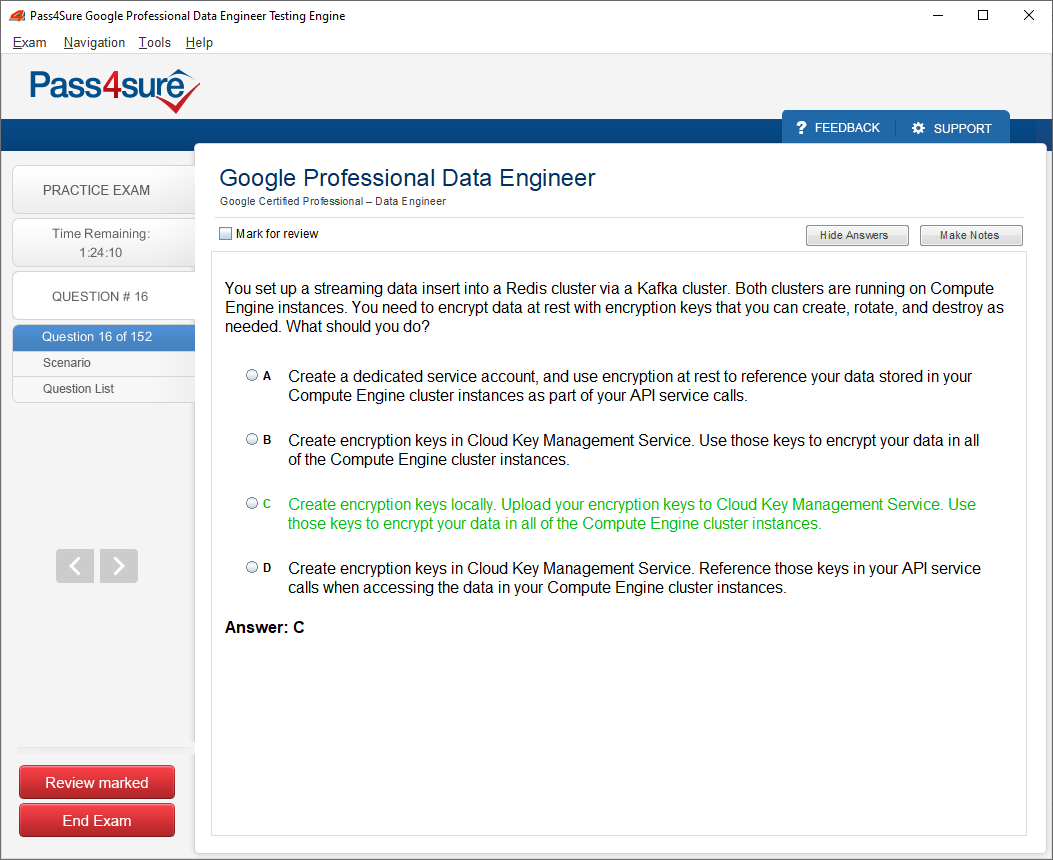 Pass4Sure Google Professional Data Engineer Testing Engine
Exam Navigation Tools Help
Pass4sure
? FEEDBACK SUPPORT
PRACTICE EXAM
Time Remaining:
1:24:10
QUESTION # 16
Question 16 of 152
Scenario
Question List
Review marked
End Exam
Google Professional Data Engineer
Google Certified Professional – Data Engineer
Mark for review
Hide Answers Make Notes
You set up a streaming data insert into a Redis cluster via a Kafka cluster. Both clusters are running on Compute
Engine instances. You need to encrypt data at rest with encryption keys that you can create, rotate, and destroy as
needed. What should you do?
A Create a dedicated service account, and use encryption at rest to reference your data stored in your
Compute Engine cluster instances as part of your API service calls.
B Create encryption keys in Cloud Key Management Service. Use those keys to encrypt your data in all
of the Compute Engine cluster instances.
C Create encryption keys locally. Upload your encryption keys to Cloud Key Management Service. Use
those keys to encrypt your data in all of the Compute Engine cluster instances.
D Create encryption keys in Cloud Key Management Service. Reference those keys in your API service
calls when accessing the data in your Compute Engine cluster instances.
Answer: C